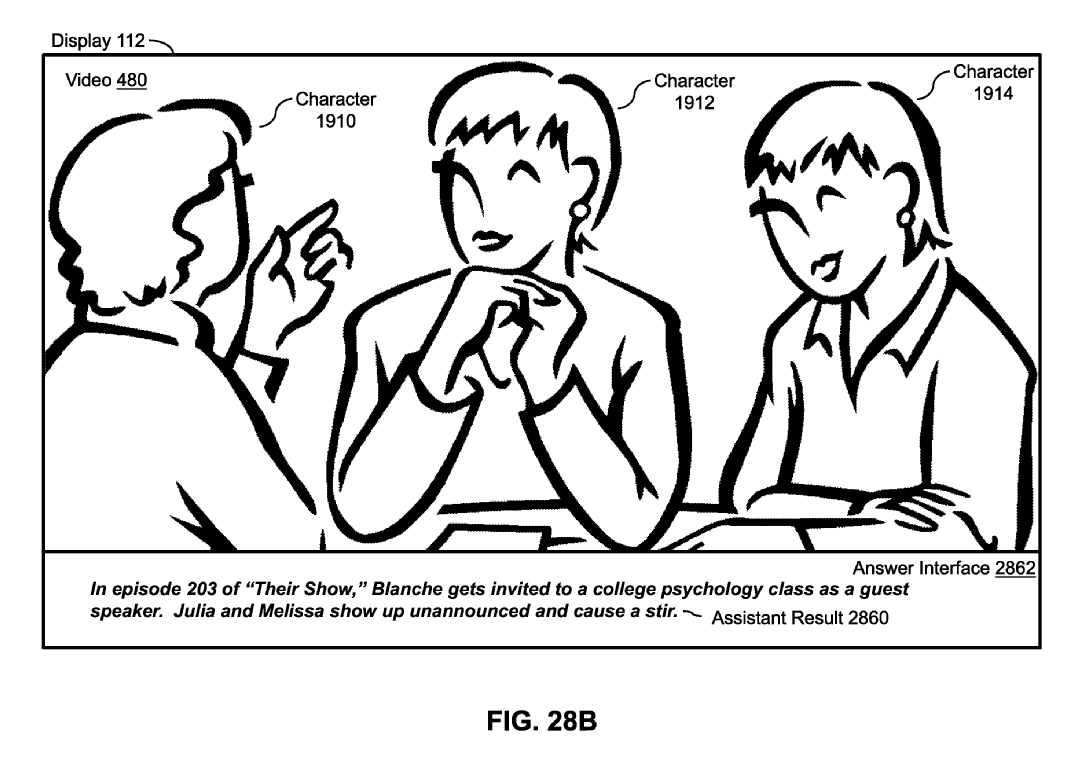 Display 112
Video 480
Character
1910
Character
1912
Character
1914
Answer Interface 2862
In episode 203 of “Their Show,” Blanche gets invited to a college psychology class as a guest
speaker.  Julia and Melissa show up unannounced and cause a stir.
Assistant Result 2860
FIG. 28B